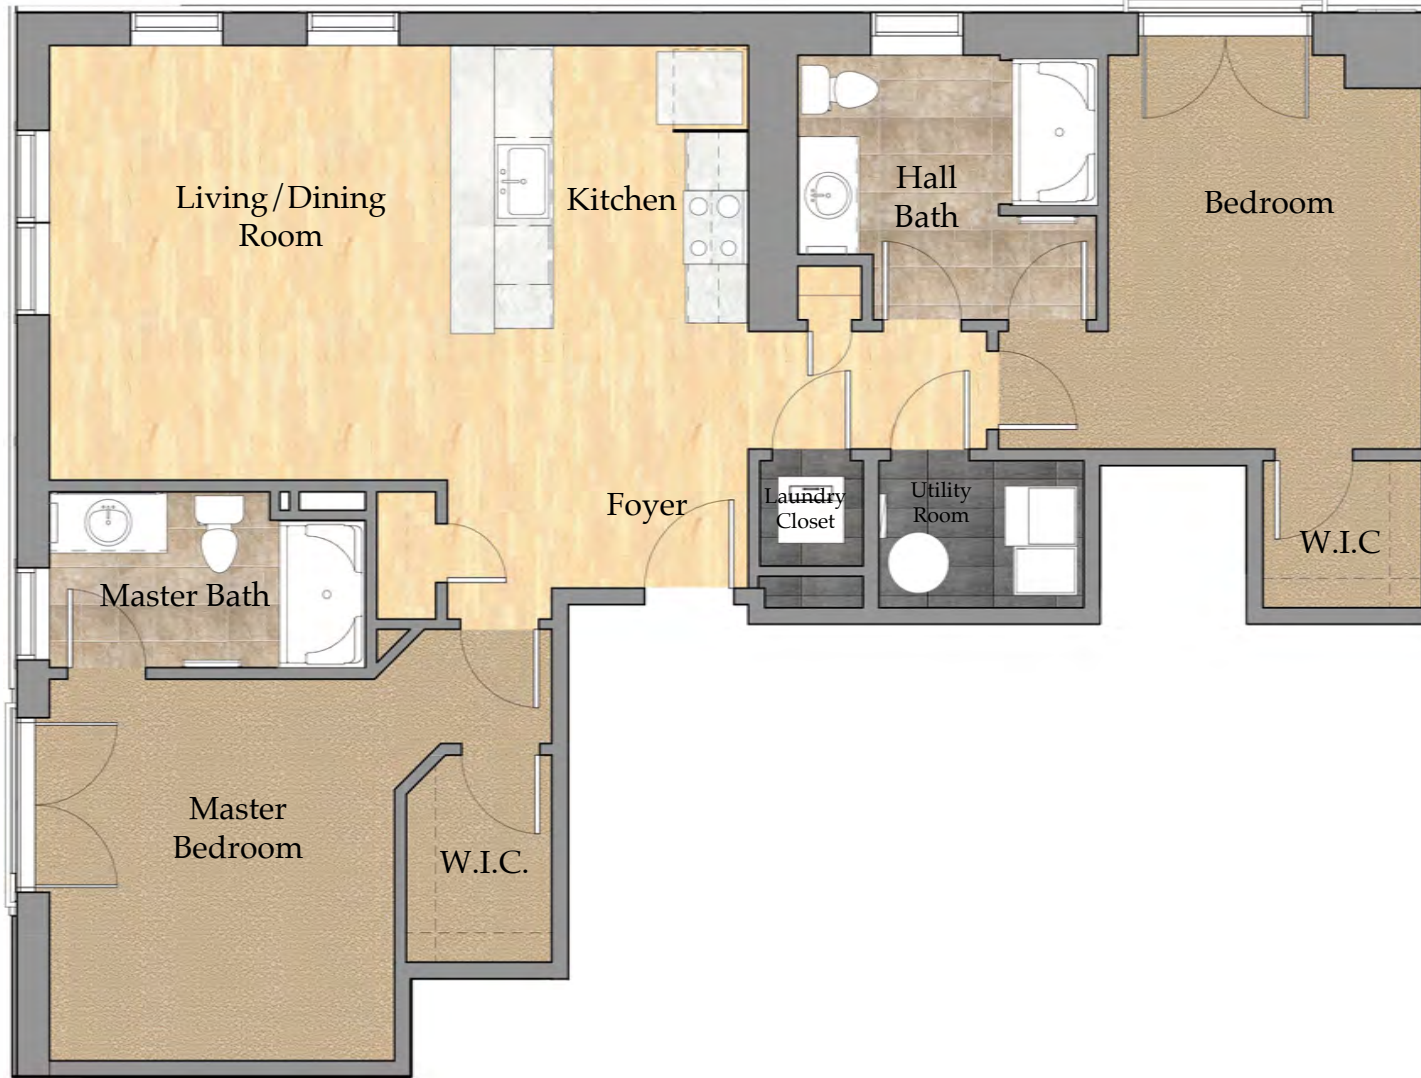 Living/Dining
Room
Kitchen
Hall
Bath
Bedroom
Foyer
Laundry
Closet
Utility
Room
W.I.C
Master Bath
Master
Bedroom
W.I.C.